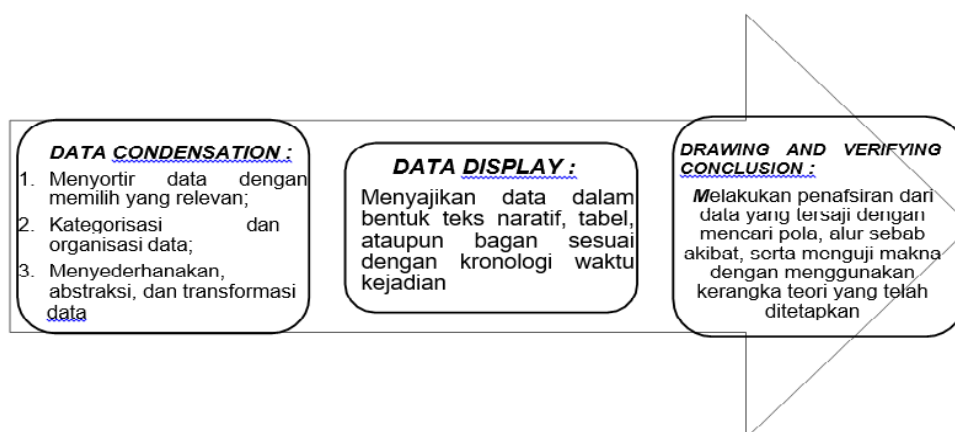 DATA CONDENSATION :
1. Menyortir data dengan
memilih yang relevan;
2. Kategorisasi dan
organisasi data;
3. Menyederhanakan,
abstraksi, dan transformasi
data
DATA DISPLAY :
Menyajikan data dalam
bentuk teks naratif, tabel,
ataupun bagan sesuai
dengan kronologi waktu
kejadian
DRAWING AND VERIFYING
CONCLUSION :
Melakukan penafsiran dari
data yang tersaji dengan
mencari pola, alur sebab
akibat, serta menguji makna
dengan menggunakan
kerangka teori yang telah
ditetapkan